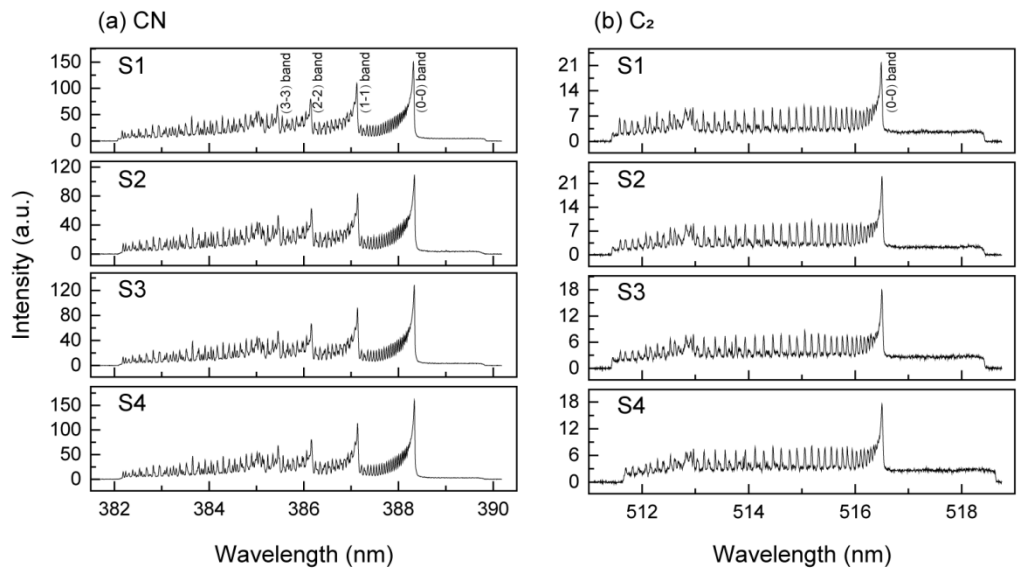 (a) CN
(b) C₂
Intensity (a.u.)
S1
150
100
50
0
(3-3) band
(2-2) band
(1-1) band
(0-0) band
S2
120
80
40
0
S3
120
80
40
0
S4
150
100
50
0
382
384
386
388
390
Wavelength (nm)
S1
21
14
7
0
(0-0) band
S2
21
14
7
0
S3
18
12
6
0
S4
18
12
6
0
512
514
516
518
Wavelength (nm)